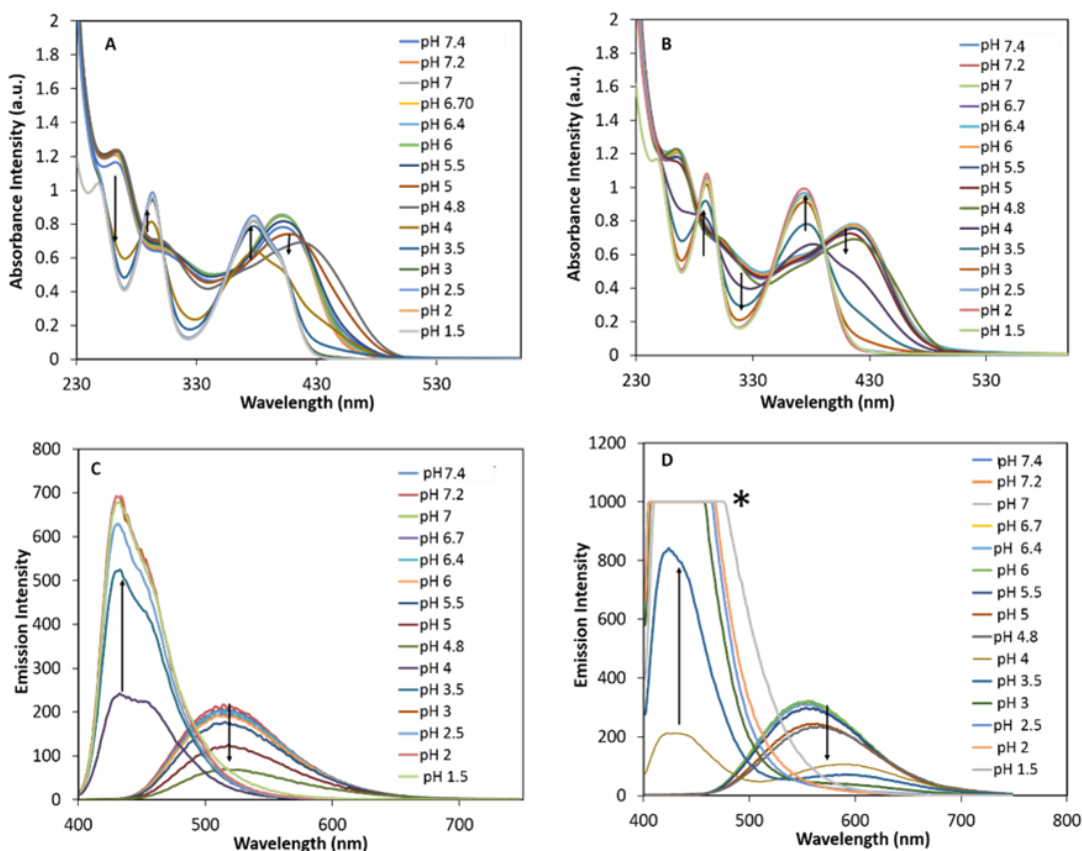 A
2
1.8
1.6
1.4
1.2
1
0.8
0.6
0.4
0.2
0
Absorbance Intensity (a.u.)
230 330 430 530
Wavelength (nm)
pH 7.4
pH 7.2
pH 7
pH 6.70
pH 6.4
pH 6
pH 5.5
pH 5
pH 4.8
pH 4
pH 3.5
pH 3
pH 2.5
pH 2
pH 1.5
B
2
1.8
1.6
1.4
1.2
1
0.8
0.6
0.4
0.2
0
Absorbance Intensity (a.u.)
230 330 430 530
Wavelength (nm)
pH 7.4
pH 7.2
pH 7
pH 6.7
pH 6.4
pH 6
pH 5.5
pH 5
pH 4.8
pH 4
pH 3.5
pH 3
pH 2.5
pH 2
pH 1.5
C
800
700
600
500
400
300
200
100
0
Emission Intensity
400 500 600 700
Wavelength (nm)
pH 7.4
pH 7.2
pH 7
pH 6.7
pH 6.4
pH 6
pH 5.5
pH 5
pH 4.8
pH 4
pH 3.5
pH 3
pH 2.5
pH 2
pH 1.5
D
*
1200
1000
800
600
400
200
0
Emission Intensity
400 500 600 700 800
Wavelength (nm)
pH 7.4
pH 7.2
pH 7
pH 6.7
pH 6.4
pH 6
pH 5.5
pH 5
pH 4.8
pH 4
pH 3.5
pH 3
pH 2.5
pH 2
pH 1.5